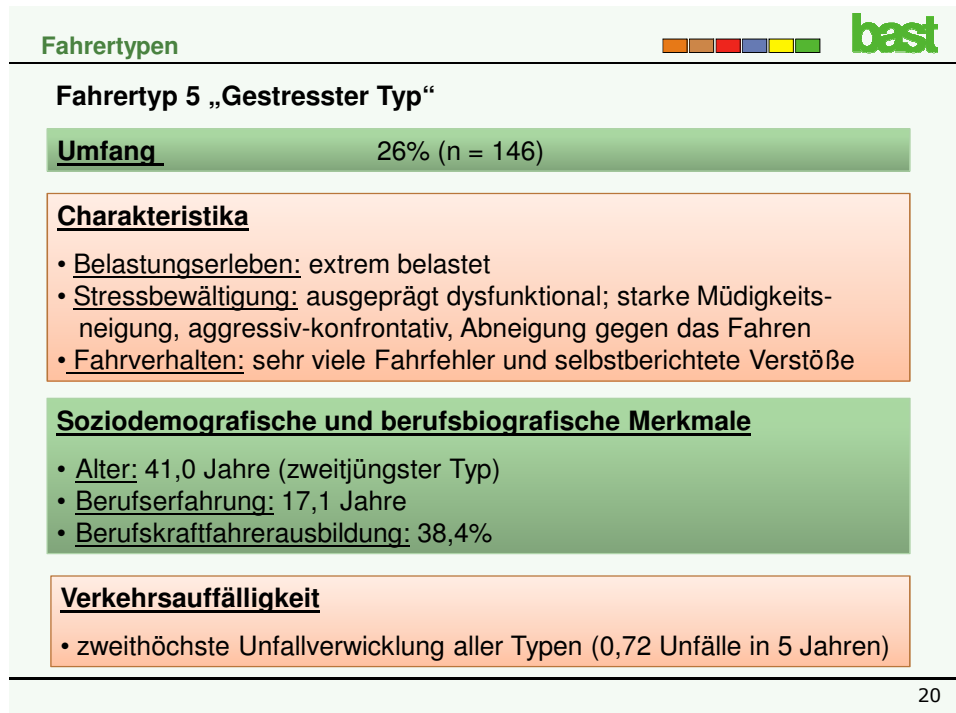 Fahrertypen
bast
Fahrertyp 5 „Gestresster Typ“
Umfang 26% (n = 146)
Charakteristika
• Belastungserleben: extrem belastet
• Stressbewältigung: ausgeprägt dysfunktional; starke Müdigkeits-
neigung, aggressiv-konfrontativ, Abneigung gegen das Fahren
• Fahrverhalten: sehr viele Fahrfehler und selbstberichtete Verstöße
Soziodemografische und berufsbiografische Merkmale
• Alter: 41,0 Jahre (zweitjüngster Typ)
• Berufserfahrung: 17,1 Jahre
• Berufskraftfahrerausbildung: 38,4%
Verkehrsauffälligkeit
• zweithöchste Unfallverwicklung aller Typen (0,72 Unfälle in 5 Jahren)
20